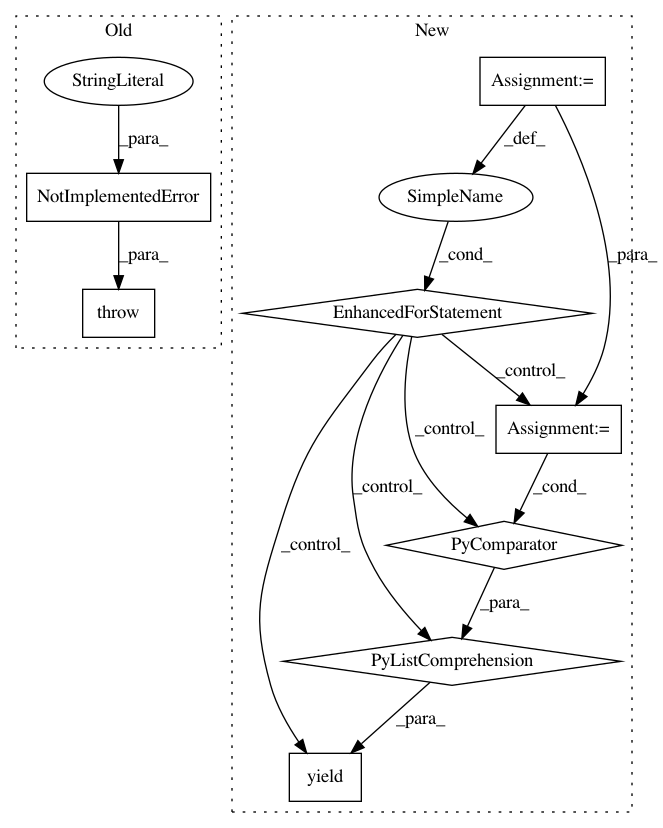 Old
StringLiteral
_para_
NotImplementedError
_para_
throw
New
Assignment:=
_def_
SimpleName
_cond_
_para_
EnhancedForStatement
_control_
Assignment:=
_control_
_cond_
_control_
_control_
PyComparator
_para_
PyListComprehension
_para_
yield